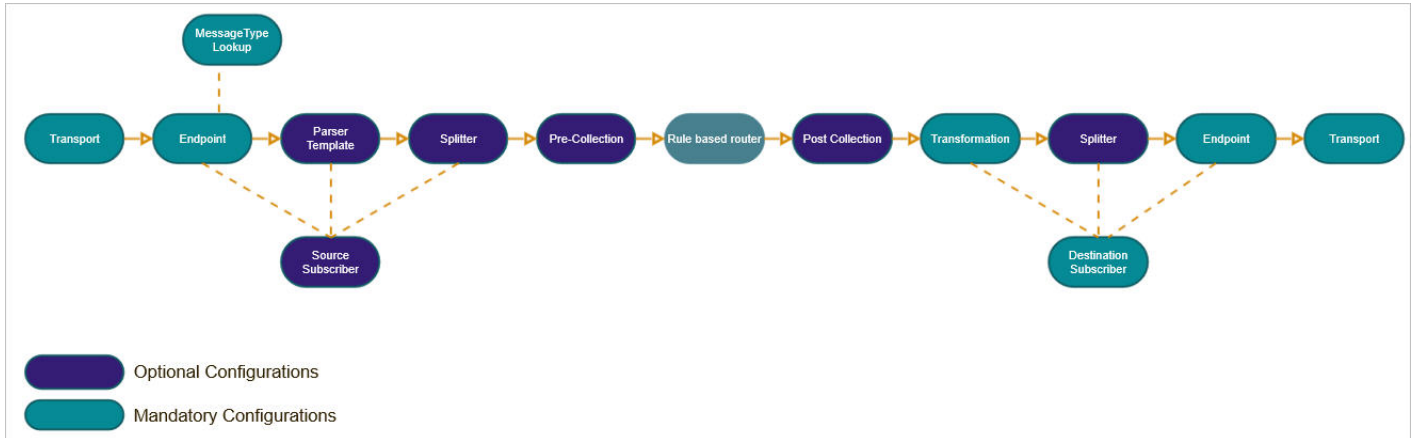 MessageType
Lookup
Transport
Endpoint
Parser
Template
Splitter
Pre-Collection
Rule based router
Post Collection
Transformation
Splitter
Endpoint
Transport
Source
Subscriber
Destination
Subscriber
Optional Configurations
Mandatory Configurations